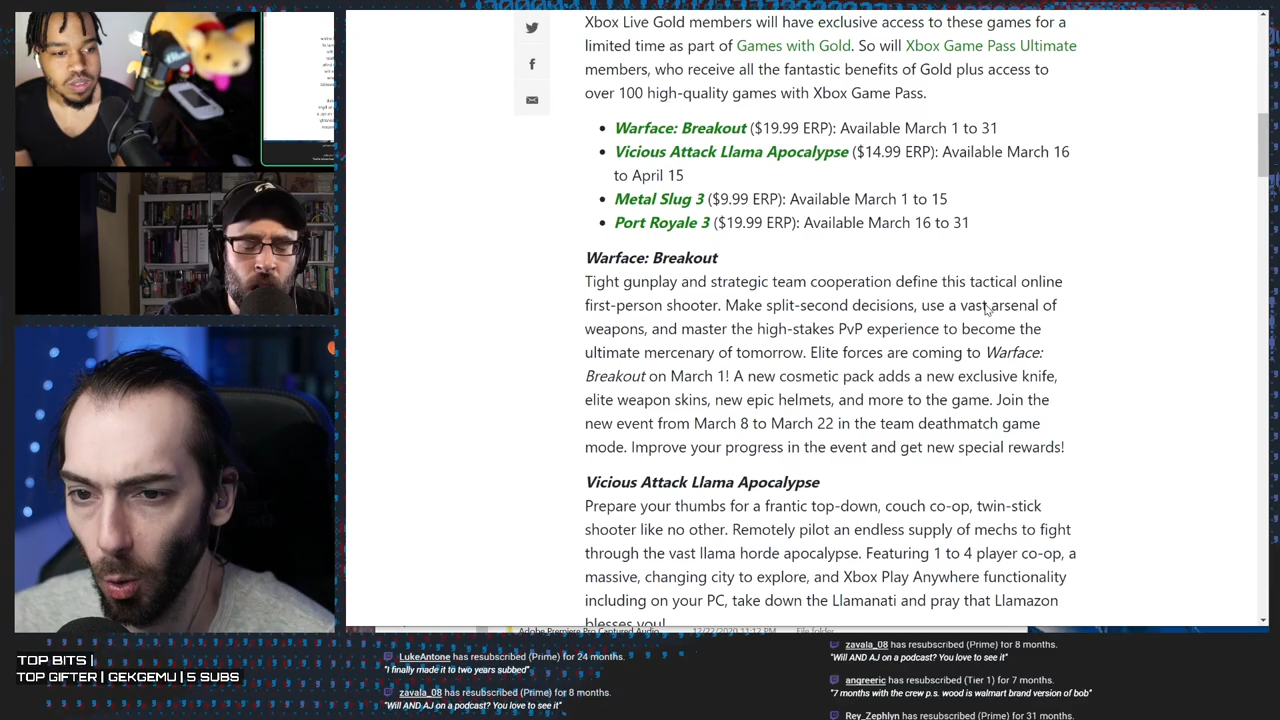 Xbox Live Gold members will have exclusive access to these games for a
limited time as part of Games with Gold. So will Xbox Game Pass Ultimate
members, who receive all the fantastic benefits of Gold plus access to
over 100 high-quality games with Xbox Game Pass.
• Warface: Breakout ($19.99 ERP): Available March 1 to 31
• Vicious Attack Llama Apocalypse ($14.99 ERP): Available March 16
to April 15
• Metal Slug 3 ($9.99 ERP): Available March 1 to 15
• Port Royale 3 ($19.99 ERP): Available March 16 to 31
Warface: Breakout
Tight gunplay and strategic team cooperation define this tactical online
first-person shooter. Make split-second decisions, use a vast arsenal of
weapons, and master the high-stakes PvP experience to become the
ultimate mercenary of tomorrow. Elite forces are coming to Warface:
Breakout on March 1! A new cosmetic pack adds a new exclusive knife,
elite weapon skins, new epic helmets, and more to the game. Join the
new event from March 8 to March 22 in the team deathmatch game
mode. Improve your progress in the event and get new special rewards!
Vicious Attack Llama Apocalypse
Prepare your thumbs for a frantic top-down, couch co-op, twin-stick
shooter like no other. Remotely pilot an endless supply of mechs to fight
through the vast llama horde apocalypse. Featuring 1 to 4 player co-op, a
massive, changing city to explore, and Xbox Play Anywhere functionality
including on your PC, take down the Llamanati and pray that Llamazon
blesses you!
Adobe Premiere Pro Captured Audio 12/22/2020 11:12 PM File folder
TOP BITS |
TOP GIFTER | GEKGEMU | 5 SUBS
LukeAntone has resubscribed (Prime) for 24 months.
"I finally made it to two years subbed"
zavala_08 has resubscribed (Prime) for 8 months.
"Will AND AJ on a podcast? You love to see it"
zavala_08 has resubscribed (Prime) for 8 months.
"Will AND AJ on a podcast? You love to see it"
angreeric has resubscribed (Tier 1) for 7 months.
"7 months with the crew p.s. wood is walmart brand version of bob"
Rey_Zephlyn has resubscribed (Prime) for 31 months.